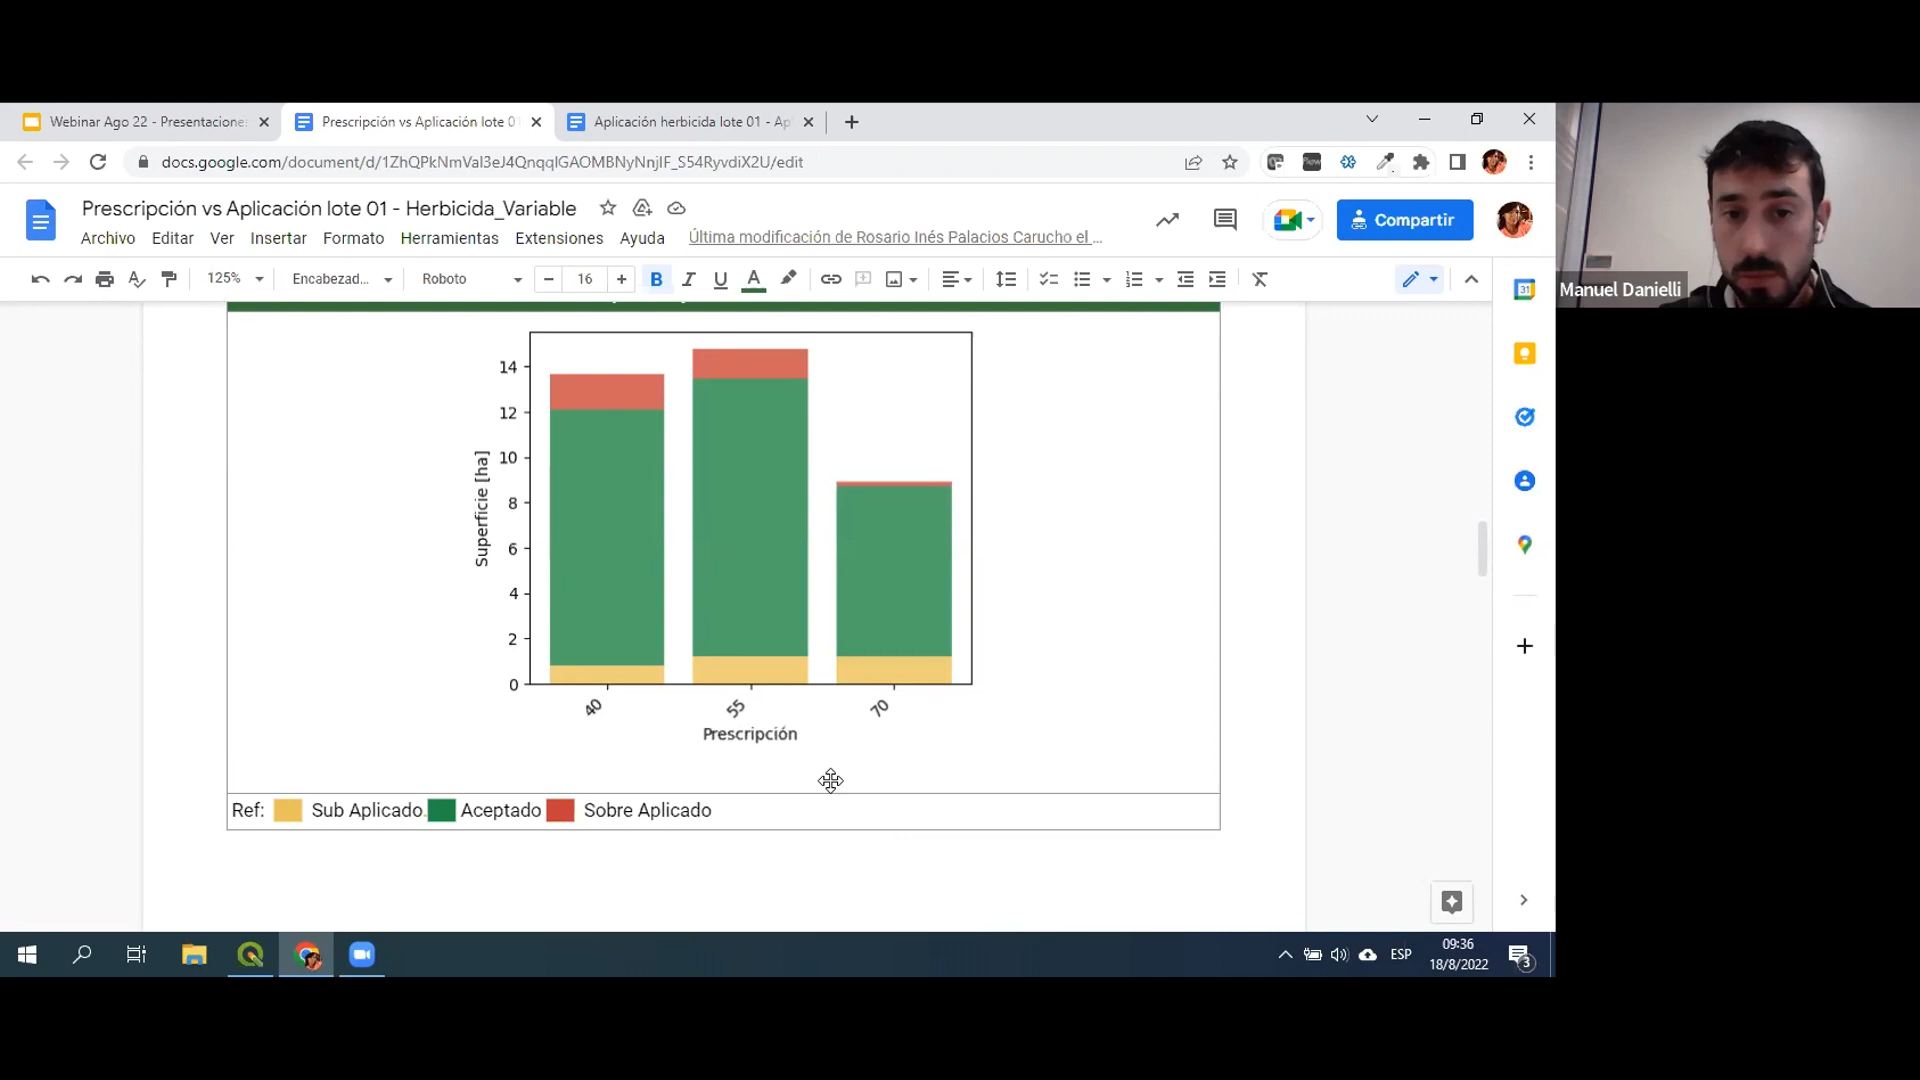 Webinar Ago 22 - Presentacione
Prescripción vs Aplicación lote 01
Aplicación herbicida lote 01 - Ap
docs.google.com/document/d/1ZhQPkNmVal3eJ4QnqqlGAOMBNyNnjIF_S54RyvdiX2U/edit
Prescripción vs Aplicación lote 01 - Herbicida_Variable
Archivo Editar Ver Insertar Formato Herramientas Extensiones Ayuda Última modificación de Rosario Inés Palacios Carucho el ...
Compartir
125% Encabezad... Roboto 16
Manuel Danielli
14
12
10
8
6
4
2
0
Superficie [ha]
40 55 70
Prescripción
Ref: Sub Aplicado. Aceptado Sobre Aplicado
ESP
09:36
18/8/2022
3